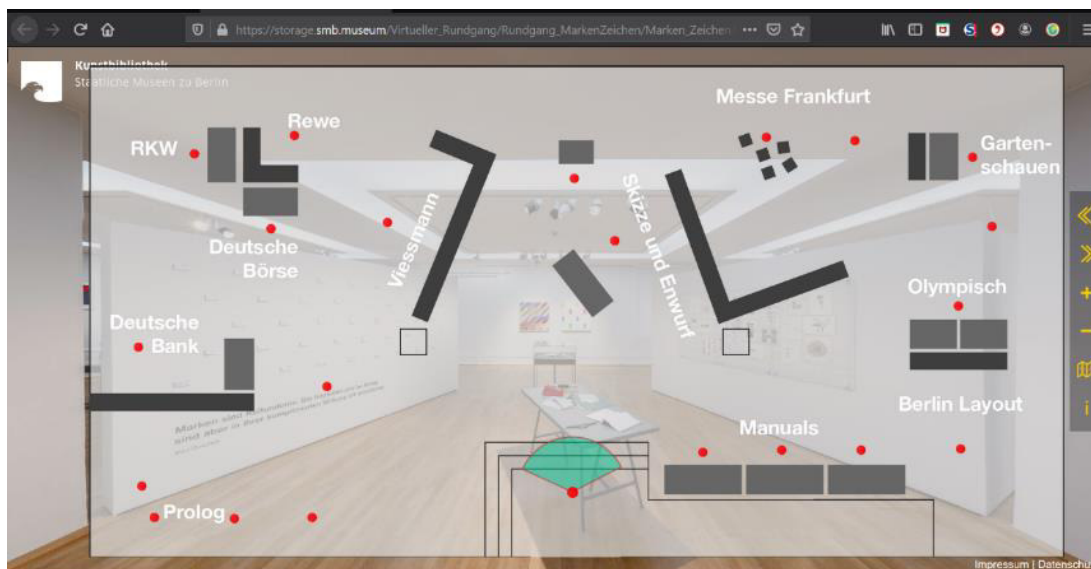 https://storage.smb.museum/Virtueller_Rundgang/Rundgang_MarkenZeichen/Marken_Zeichen
Kunstbibliothek
Staatliche Museen zu Berlin
Messe Frankfurt
Rewe
RKW
Garten-
schauen
Viessmann
Skizze und Enwurf
Deutsche
Börse
Olympisch
Deutsche
Bank
Berlin Layout
Manuals
Prolog
Impressum | Datenschu